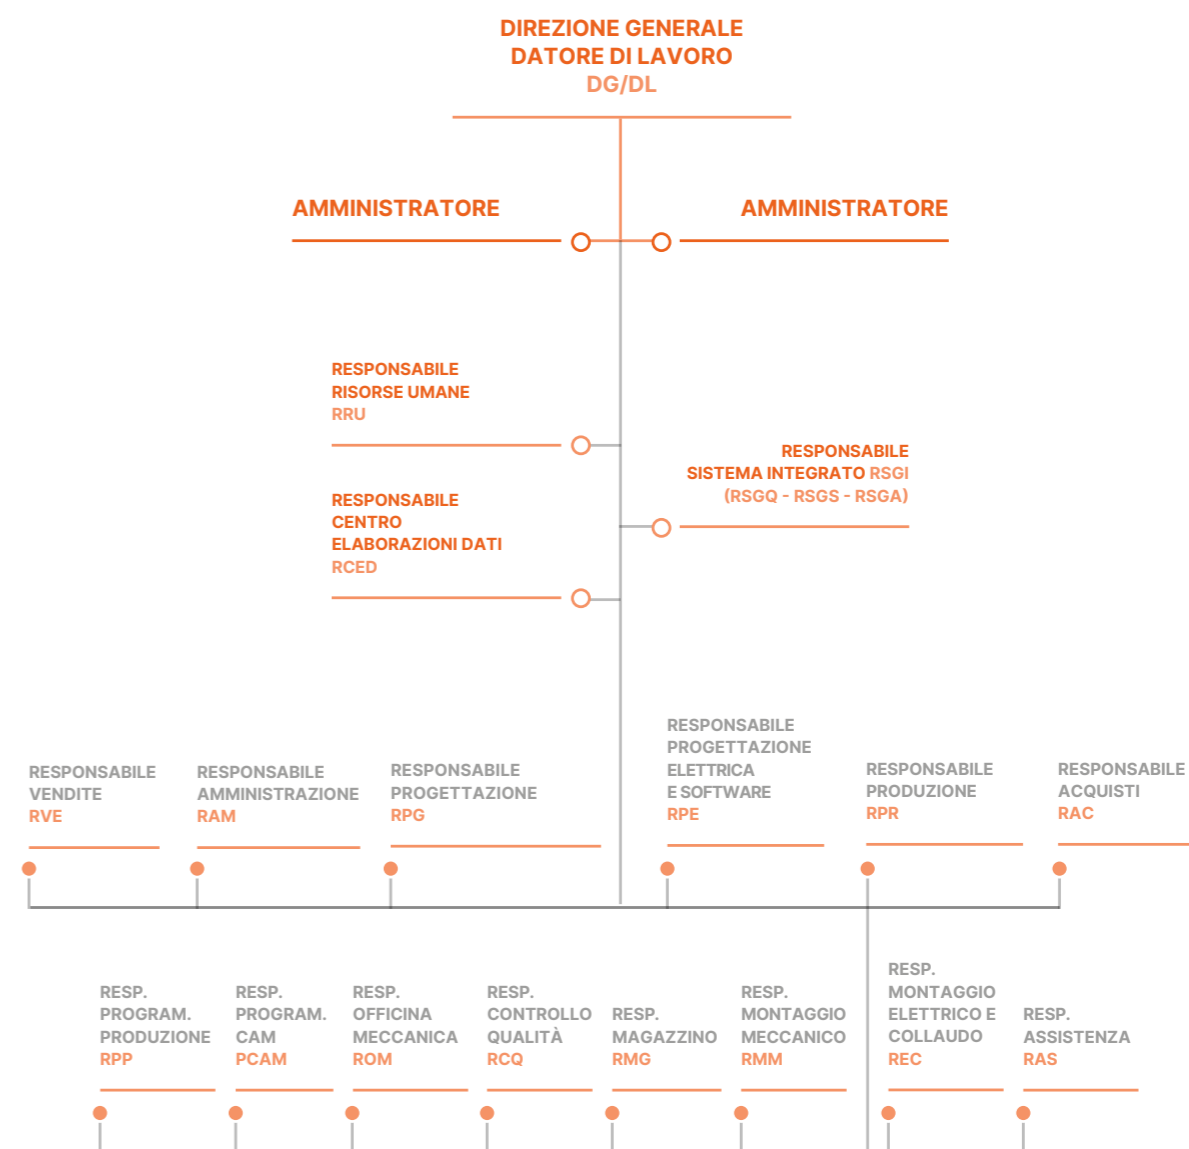 DIREZIONE GENERALE
DATORE DI LAVORO
DG/DL
AMMINISTRATORE
AMMINISTRATORE
RESPONSABILE
RISORSE UMANE
RRU
RESPONSABILE
SISTEMA INTEGRATO RSGI
(RSGQ - RSGS - RSGA)
RESPONSABILE
CENTRO
ELABORAZIONI DATI
RCED
RESPONSABILE
VENDITE
RVE
RESPONSABILE
AMMINISTRAZIONE
RAM
RESPONSABILE
PROGETTAZIONE
RPG
RESPONSABILE
PROGETTAZIONE
ELETTRICA
E SOFTWARE
RPE
RESPONSABILE
PRODUZIONE
RPR
RESPONSABILE
ACQUISTI
RAC
RESP.
PROGRAM.
PRODUZIONE
RPP
RESP.
PROGRAM.
CAM
PCAM
RESP.
OFFICINA
MECCANICA
ROM
RESP.
CONTROLLO
QUALITÀ
RCQ
RESP.
MAGAZZINO
RMG
RESP.
MONTAGGIO
MECCANICO
RMM
RESP.
MONTAGGIO
ELETTRICO E
COLLAUDO
REC
RESP.
ASSISTENZA
RAS